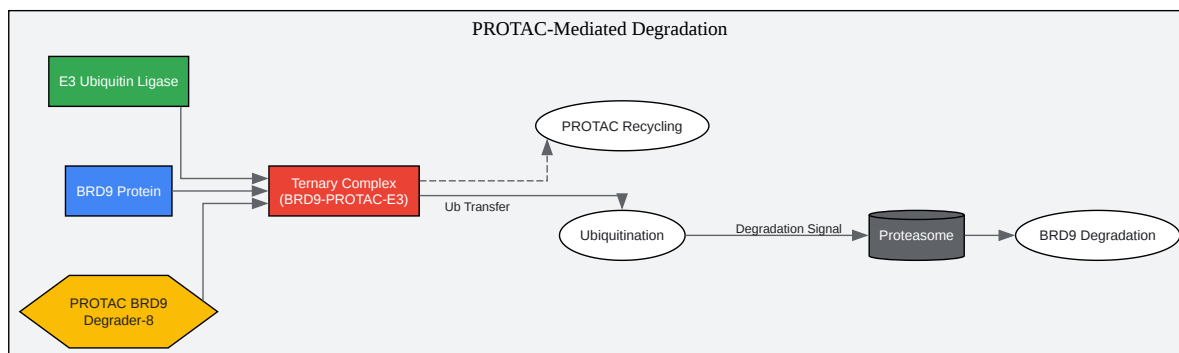 PROTAC-Mediated Degradation
E3 Ubiquitin Ligase
PROTAC Recycling
BRD9 Protein
Ternary Complex
(BRD9-PROTAC-E3)
Ub Transfer
Ubiquitination
Degradation Signal
Proteasome
BRD9 Degradation
PROTAC BRD9
Degrader-8